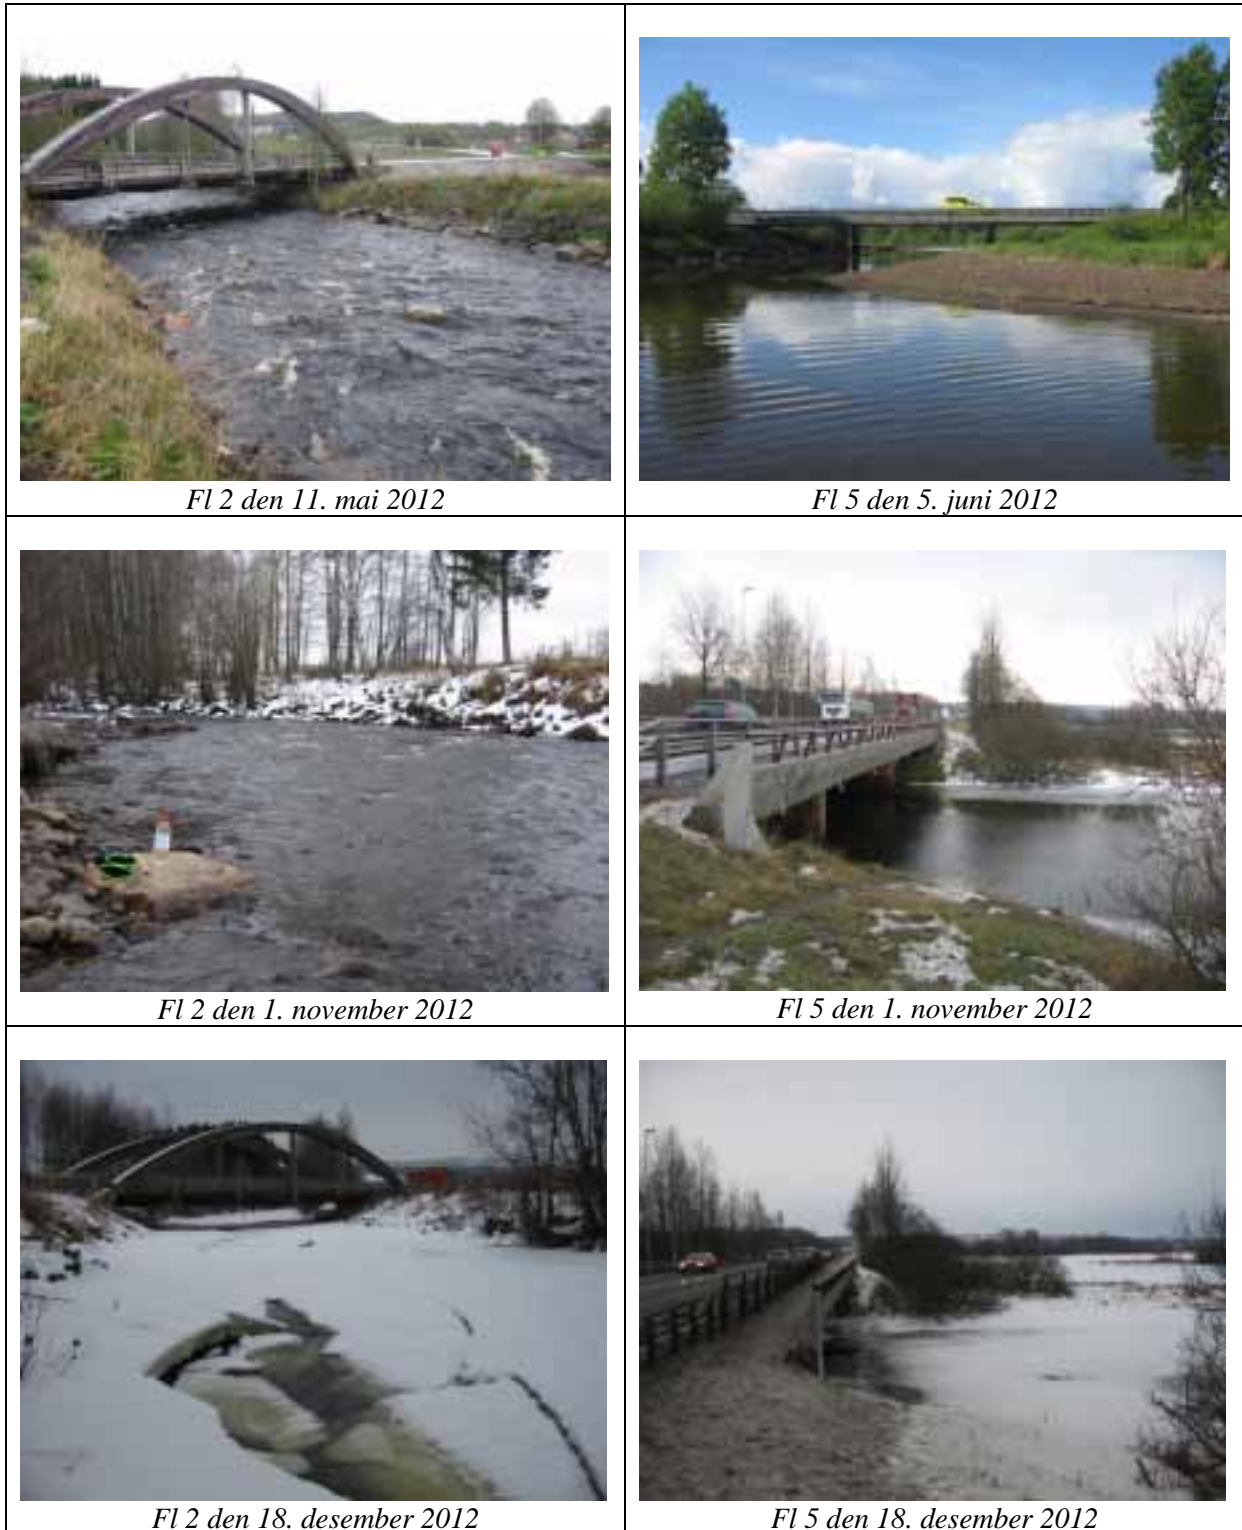 Fl 2 den 11. mai 2012
Fl 5 den 5. juni 2012
Fl 2 den 1. november 2012
Fl 5 den 1. november 2012
Fl 2 den 18. desember 2012
Fl 5 den 18. desember 2012